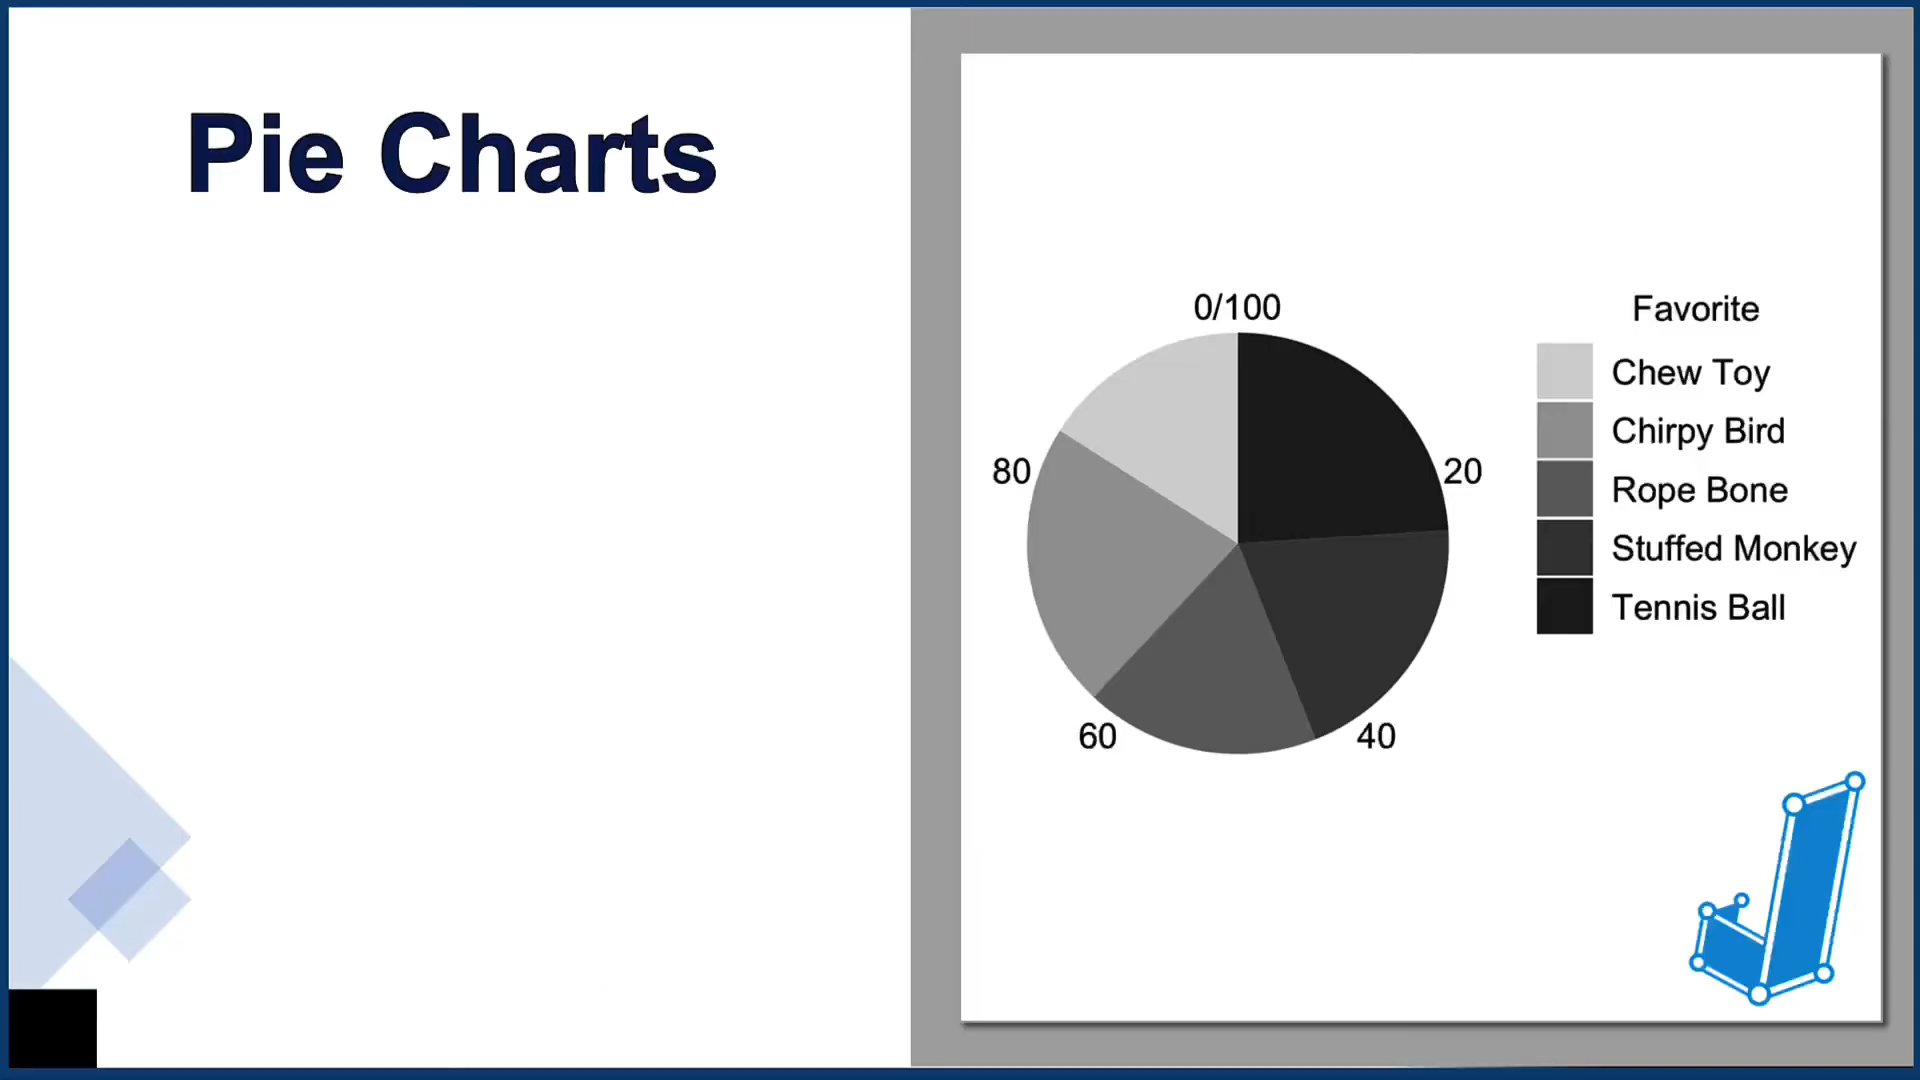 Pie Charts
0/100
20
40
60
80
Favorite
Chew Toy
Chirpy Bird
Rope Bone
Stuffed Monkey
Tennis Ball